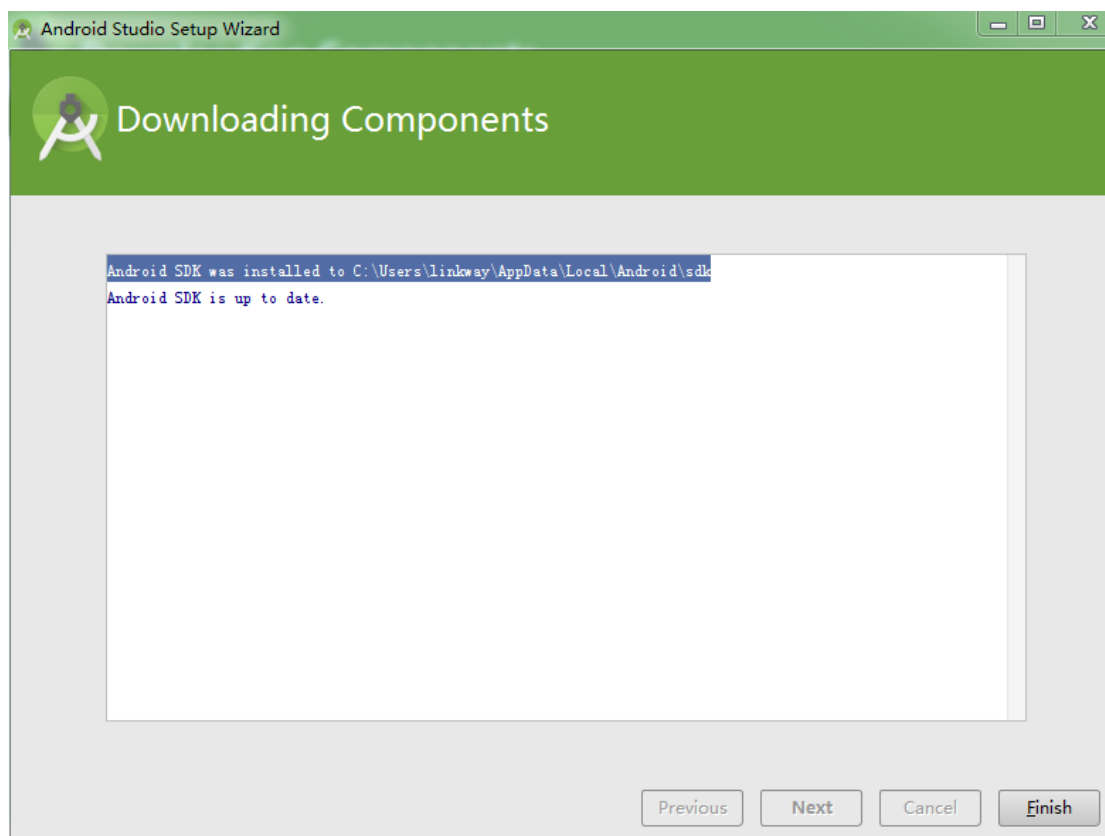 Android Studio Setup Wizard
Downloading Components
Android SDK was installed to C:\Users\linkway\AppData\Local\Android\sdk
Android SDK is up to date.
Previous
Next
Cancel
Finish